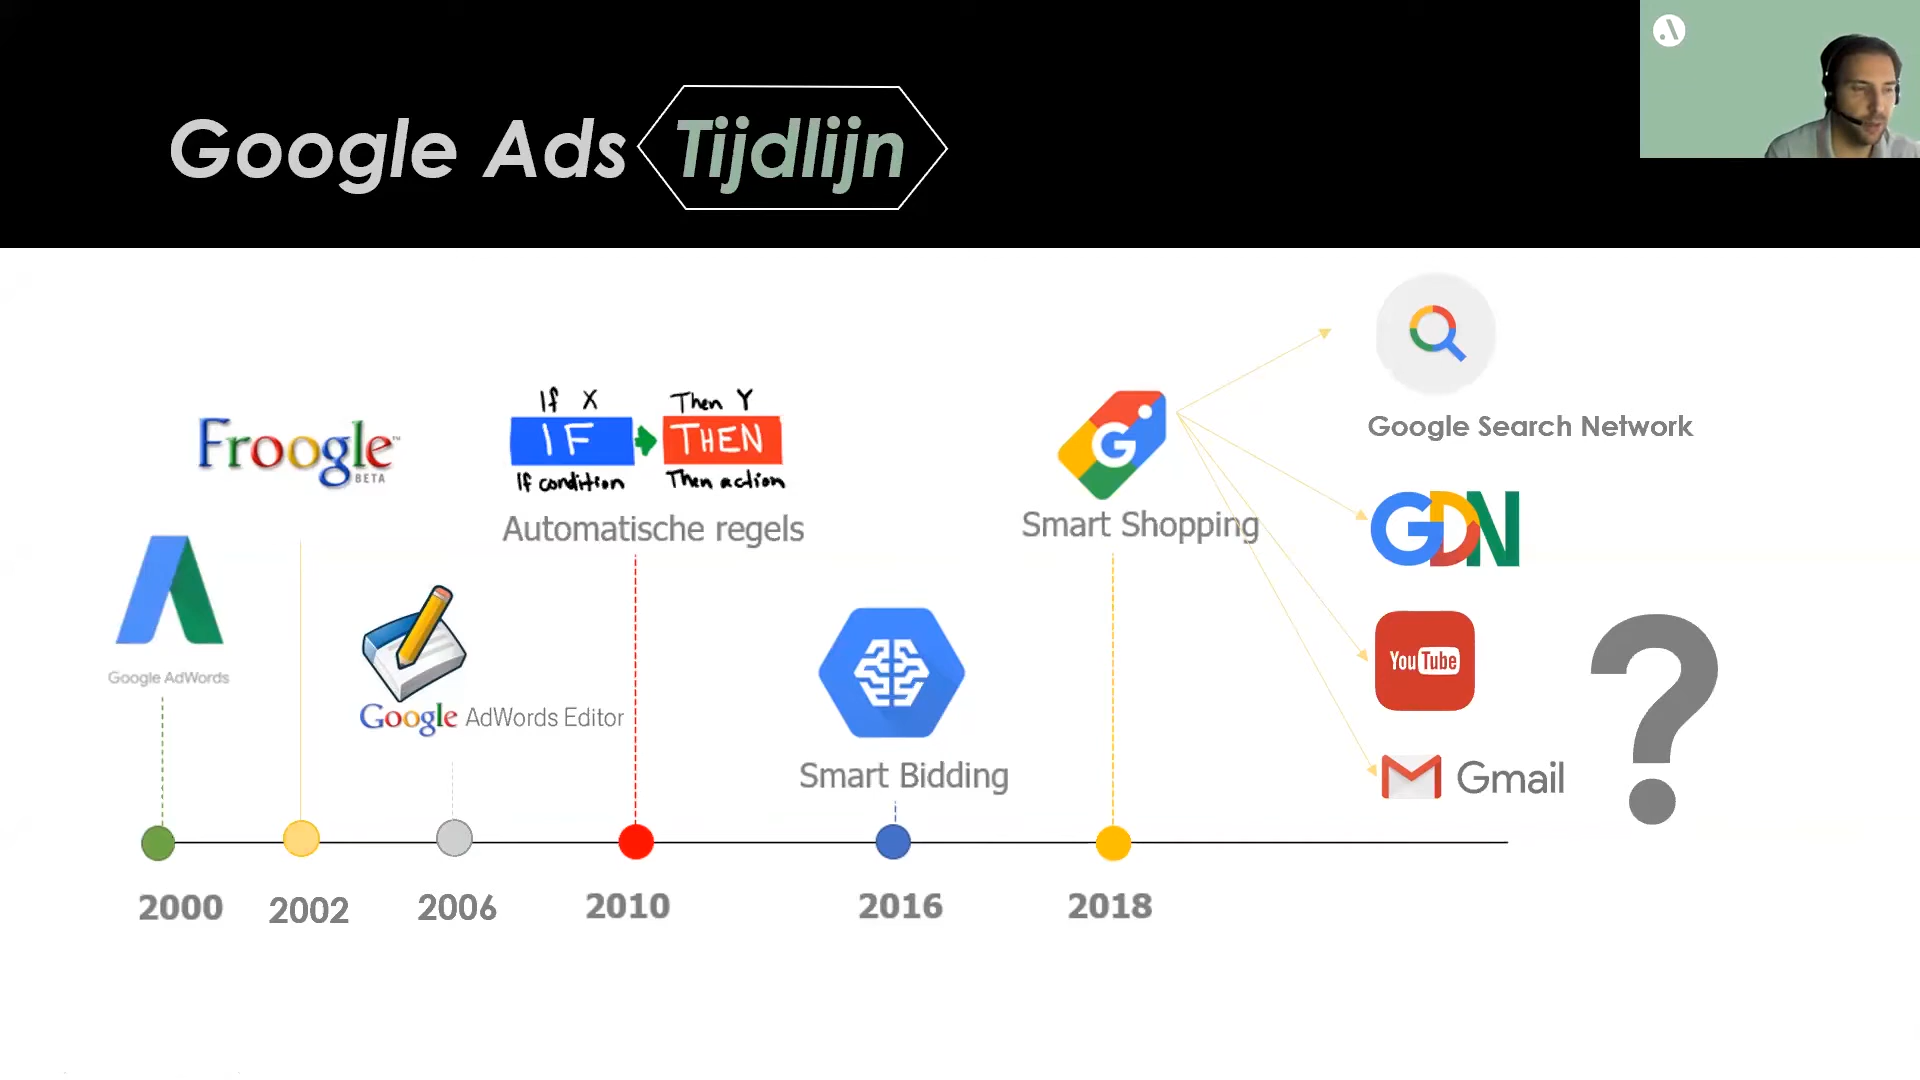 Google Ads Tijdlijn
Froogle™
BETA
If X Then Y
IF THEN
If condition Then action
Automatische regels
Google AdWords
Google AdWords Editor
Smart Bidding
G
Smart Shopping
Google Search Network
GDN
YouTube
Gmail
?
2000
2002
2006
2010
2016
2018